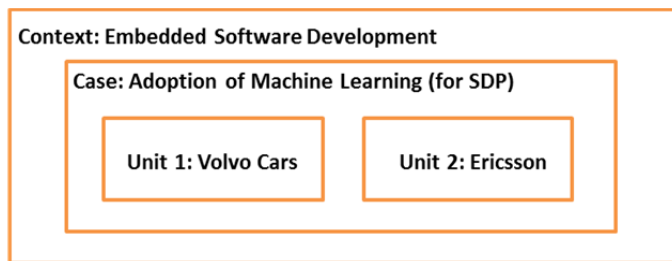 Context: Embedded Software Development
Case: Adoption of Machine Learning (for SDP)
Unit 1: Volvo Cars
Unit 2: Ericsson